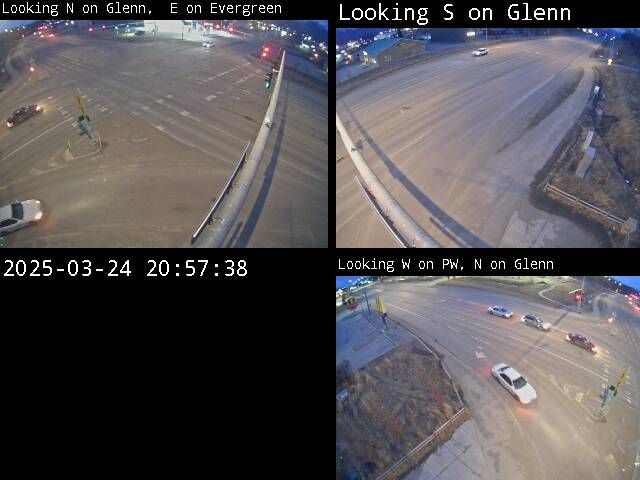 Looking N on Glenn,  E on Evergreen
Looking S on Glenn
2025-03-24 20:57:38
Looking W on PW, N on Glenn